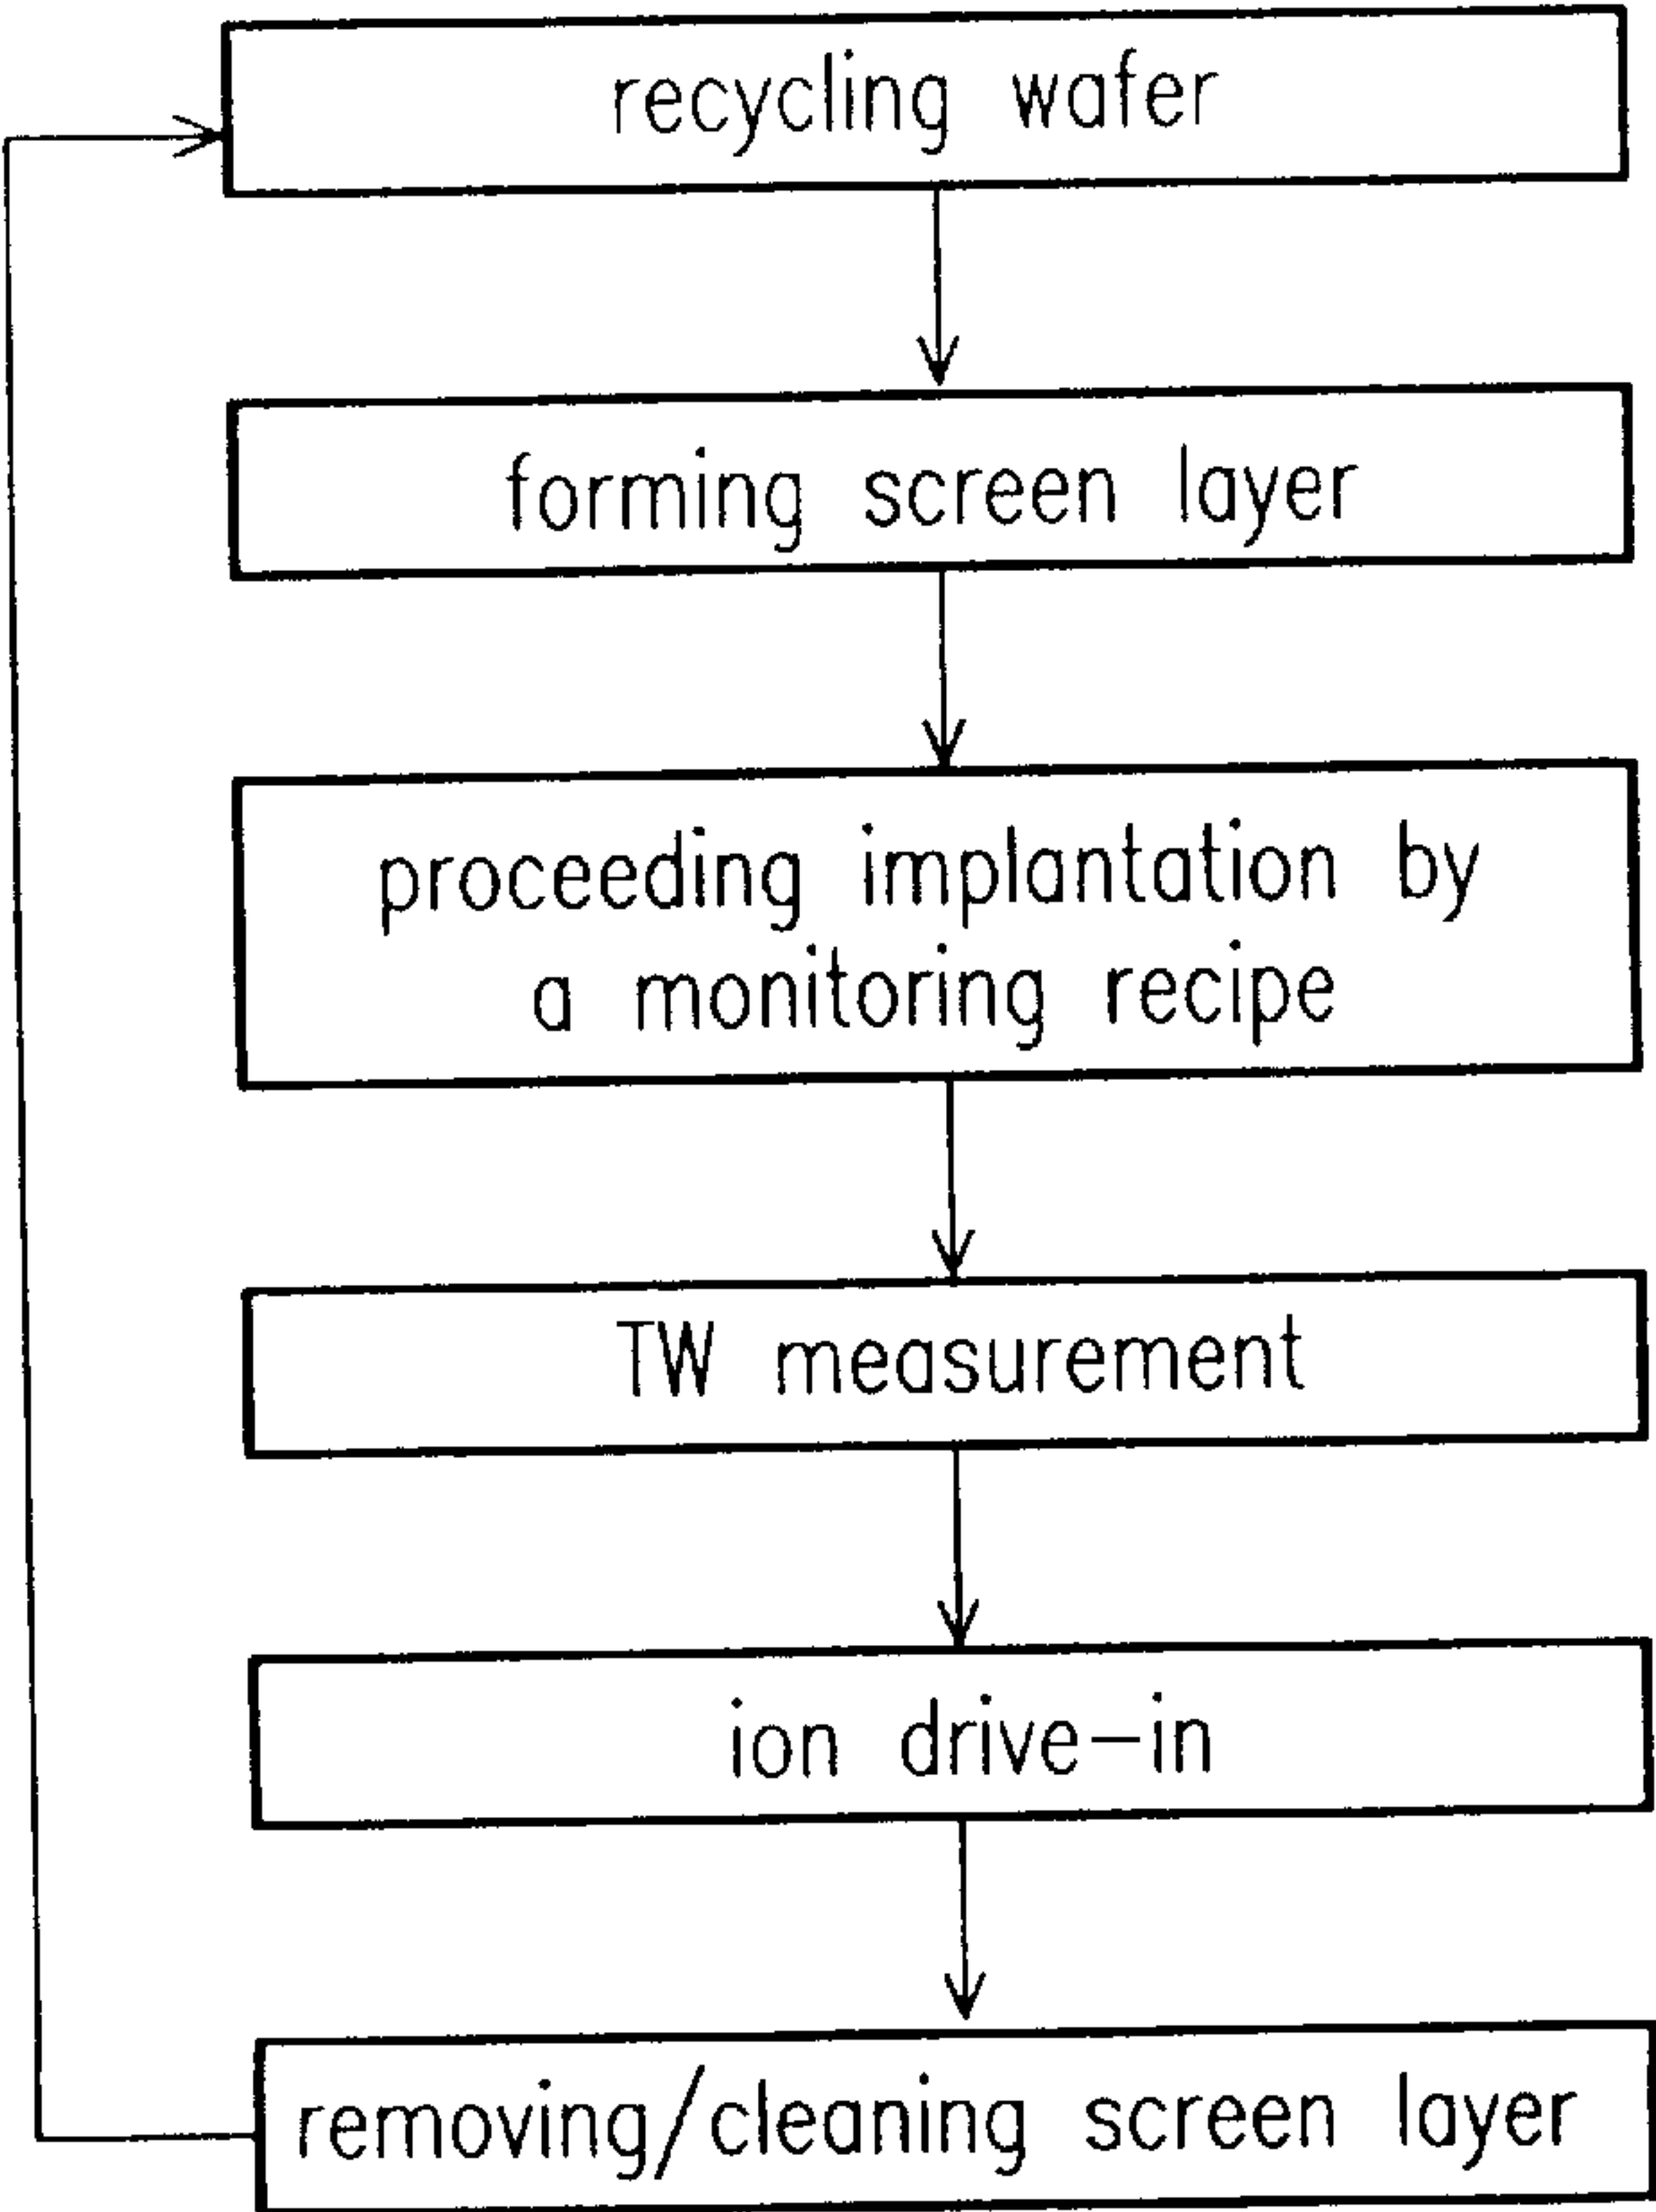 recycling wafer
forming screen layer
proceeding implantation by
a monitoring recipe
TW measurement
ion drive-in
removing/cleaning screen layer